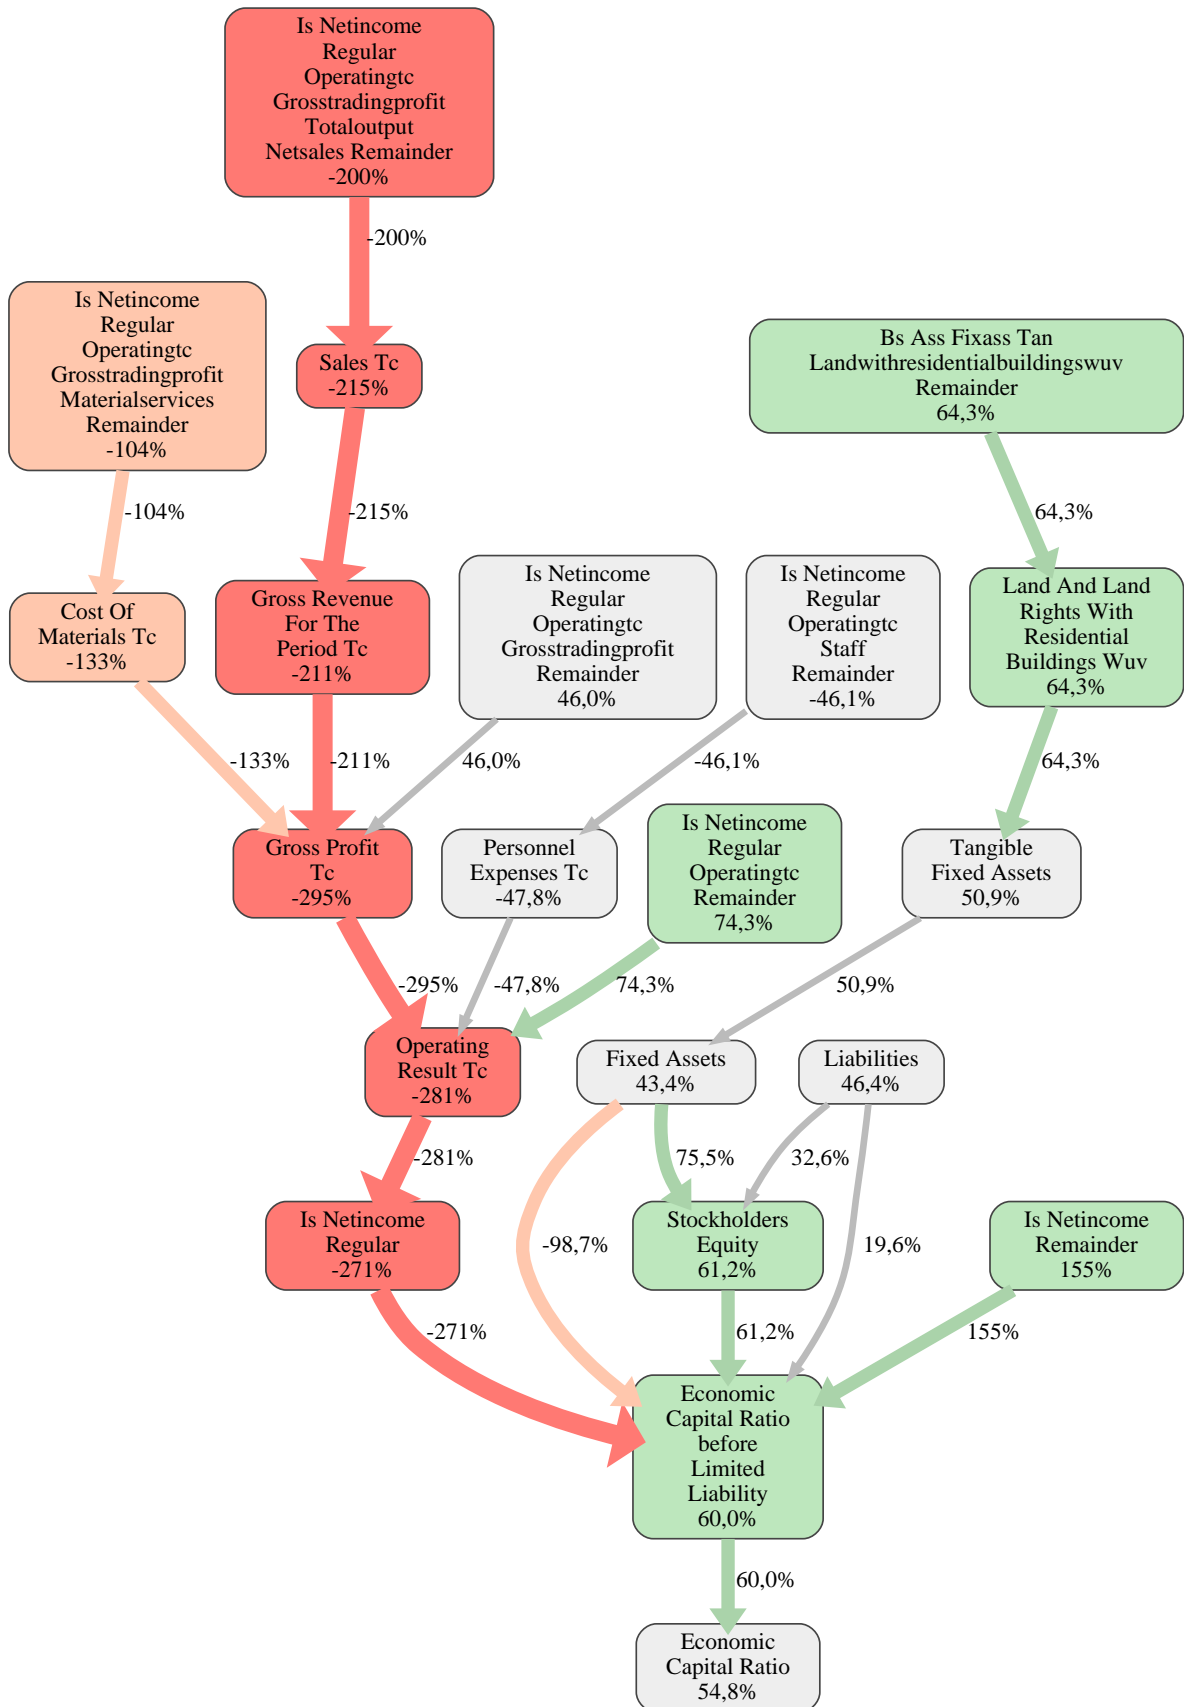 Is Netincome
Regular
Operatingtc
Grosstradingprofit
Totaloutput
Netsales Remainder
-200%
-200%
Is Netincome
Regular
Operatingtc
Grosstradingprofit
Materialservices
Remainder
-104%
Sales Tc
-215%
Bs Ass Fixass Tan
Landwithresidentialbuildingswuv
Remainder
64,3%
-104%
-215%
64,3%
Cost Of
Materials Tc
-133%
Gross Revenue
For The
Period Tc
-211%
Is Netincome
Regular
Operatingtc
Grosstradingprofit
Remainder
46,0%
Is Netincome
Regular
Operatingtc
Staff
Remainder
-46,1%
Land And Land
Rights With
Residential
Buildings Wuv
64,3%
-133%
-211%
46,0%
-46,1%
64,3%
Gross Profit
Tc
-295%
Personnel
Expenses Tc
-47,8%
Is Netincome
Regular
Operatingtc
Remainder
74,3%
Tangible
Fixed Assets
50,9%
-295%
-47,8%
74,3%
50,9%
Operating
Result Tc
-281%
Fixed Assets
43,4%
Liabilities
46,4%
-281%
75,5%
32,6%
Is Netincome
Regular
-271%
-98,7%
Stockholders
Equity
61,2%
19,6%
Is Netincome
Remainder
155%
-271%
61,2%
155%
Economic
Capital Ratio
before
Limited
Liability
60,0%
60,0%
Economic
Capital Ratio
54,8%